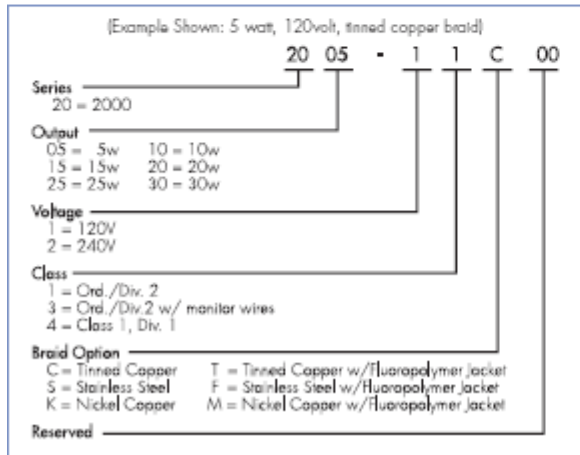 (Example Shown: 5 watt, 120volt, tinned copper braid)
20 05 - 1 1 C 00
Series
20 = 2000
Output
05 = 5w 10 = 10w
15 = 15w 20 = 20w
25 = 25w 30 = 30w
Voltage
1 = 120V
2 = 240V
Class
1 = Ord./Div. 2
3 = Ord./Div.2 w/ monitor wires
4 = Class 1, Div. 1
Braid Option
C = Tinned Copper T = Tinned Copper w/Fluoropolymer Jacket
S = Stainless Steel F = Stainless Steel w/Fluoropolymer Jacket
K = Nickel Copper M = Nickel Copper w/Fluoropolymer Jacket
Reserved